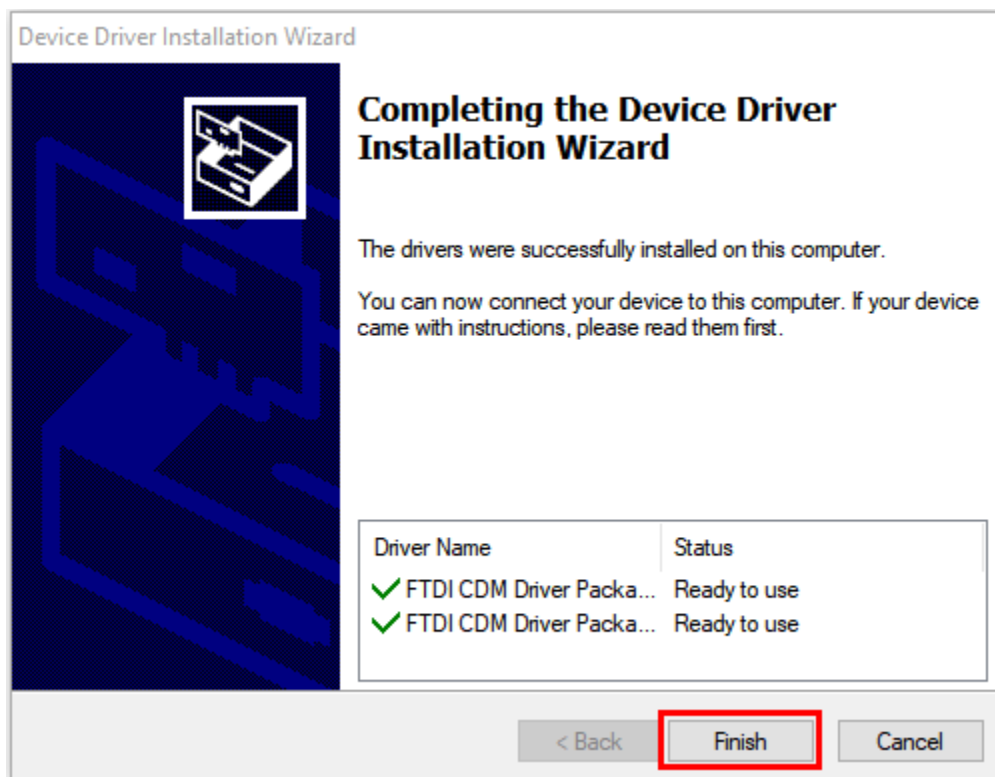 Device Driver Installation Wizard
Completing the Device Driver
Installation Wizard
The drivers were successfully installed on this computer.
You can now connect your device to this computer. If your device
came with instructions, please read them first.
Driver Name Status
FTDI CDM Driver Packa... Ready to use
FTDI CDM Driver Packa... Ready to use
< Back Finish Cancel